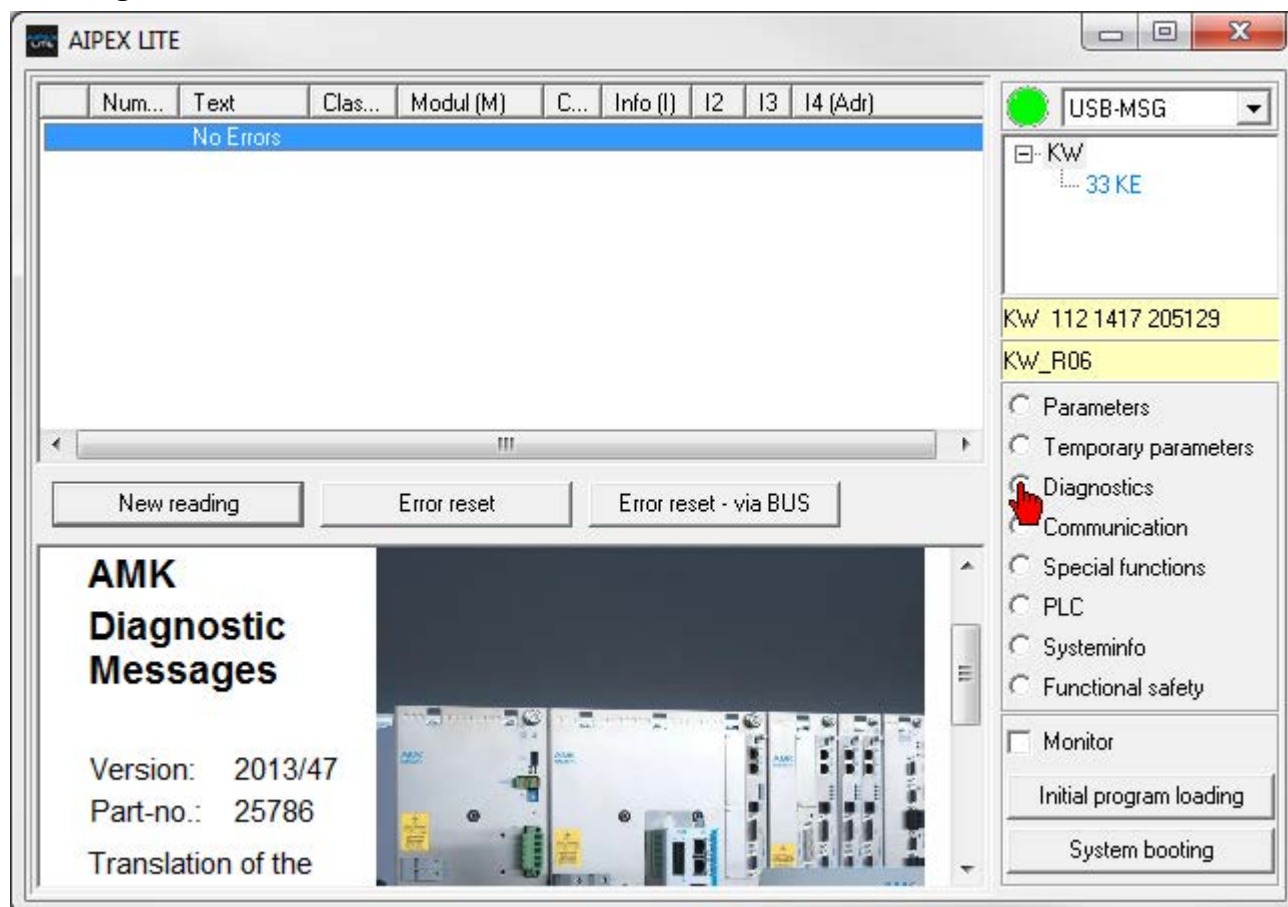 AIPEX LITE
Num... Text Clas... Modul (M) C... Info (I) I2 I3 I4 (Adr)
No Errors
USB-MSG
KW
33 KE
KW 112 1417 205129
KW_R06
Parameters
Temporary parameters
Diagnostics
Communication
Special functions
PLC
Systeminfo
Functional safety
Monitor
Initial program loading
System booting
New reading Error reset Error reset - via BUS
AMK
Diagnostic
Messages
Version: 2013/47
Part-no.: 25786
Translation of the